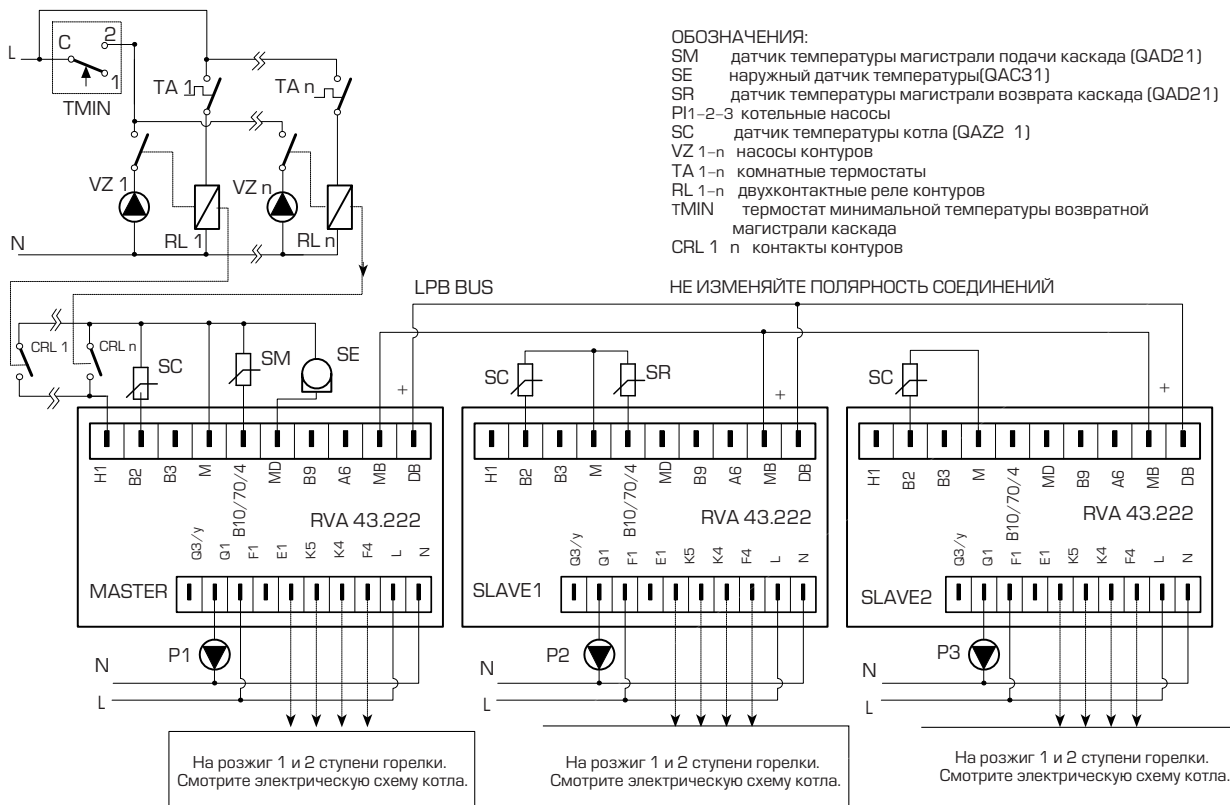 ОБОЗНАЧЕНИЯ:
SM датчик температуры магистрали подачи каскада (QAD21)
SE наружный датчик температуры(QAC31)
SR датчик температуры магистрали возврата каскада (QAD21)
PI1-2-3 котельные насосы
SC датчик температуры котла (QAZ2 1)
VZ 1-n насосы контуров
TA 1-n комнатные термостаты
RL 1-n двухконтактные реле контуров
TMIN термостат минимальной температуры возвратной
магистрали каскада
CRL 1 n контакты контуров
L
C
2
1
TMIN
TA 1
TA n
VZ 1
VZ n
RL 1
RL n
N
LPB BUS
НЕ ИЗМЕНЯЙТЕ ПОЛЯРНОСТЬ СОЕДИНЕНИЙ
CRL 1
CRL n
SC
SM
SE
+
SC
SR
+
SC
+
H1 B2 B3 M B10/70/4 MD B9 A6 MB DB
RVA 43.222
Q3/y Q1 F1 E1 K5 K4 F4 L N
MASTER
H1 B2 B3 M B10/70/4 MD B9 A6 MB DB
RVA 43.222
Q3/y Q1 F1 E1 K5 K4 F4 L N
SLAVE1
H1 B2 B3 M B10/70/4 MD B9 A6 MB DB
RVA 43.222
Q3/y Q1 F1 E1 K5 K4 F4 L N
SLAVE2
P1
N
L
P2
N
L
P3
N
L
На розжиг 1 и 2 ступени горелки.
Смотрите электрическую схему котла.
На розжиг 1 и 2 ступени горелки.
Смотрите электрическую схему котла.
На розжиг 1 и 2 ступени горелки.
Смотрите электрическую схему котла.